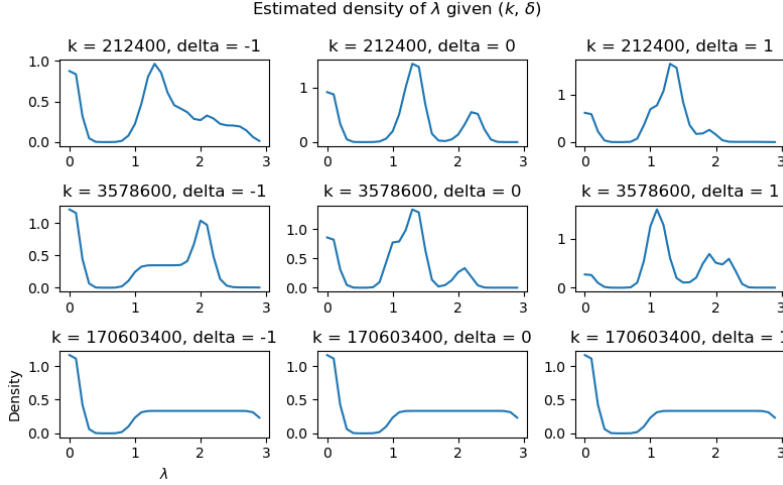 Estimated density of λ given (k, δ)
k = 212400, delta = -1
k = 212400, delta = 0
k = 212400, delta = 1
1.0
0.5
0.0
0 1 2 3
1
0
0 1 2 3
1
0
0 1 2 3
k = 3578600, delta = -1
k = 3578600, delta = 0
k = 3578600, delta = 1
1.0
0.5
0.0
0 1 2 3
1.0
0.5
0.0
0 1 2 3
1
0
0 1 2 3
k = 170603400, delta = -1
k = 170603400, delta = 0
k = 170603400, delta = 1
Density
1.0
0.5
0.0
0 1 2 3
λ
1.0
0.5
0.0
0 1 2 3
1.0
0.5
0.0
0 1 2 3